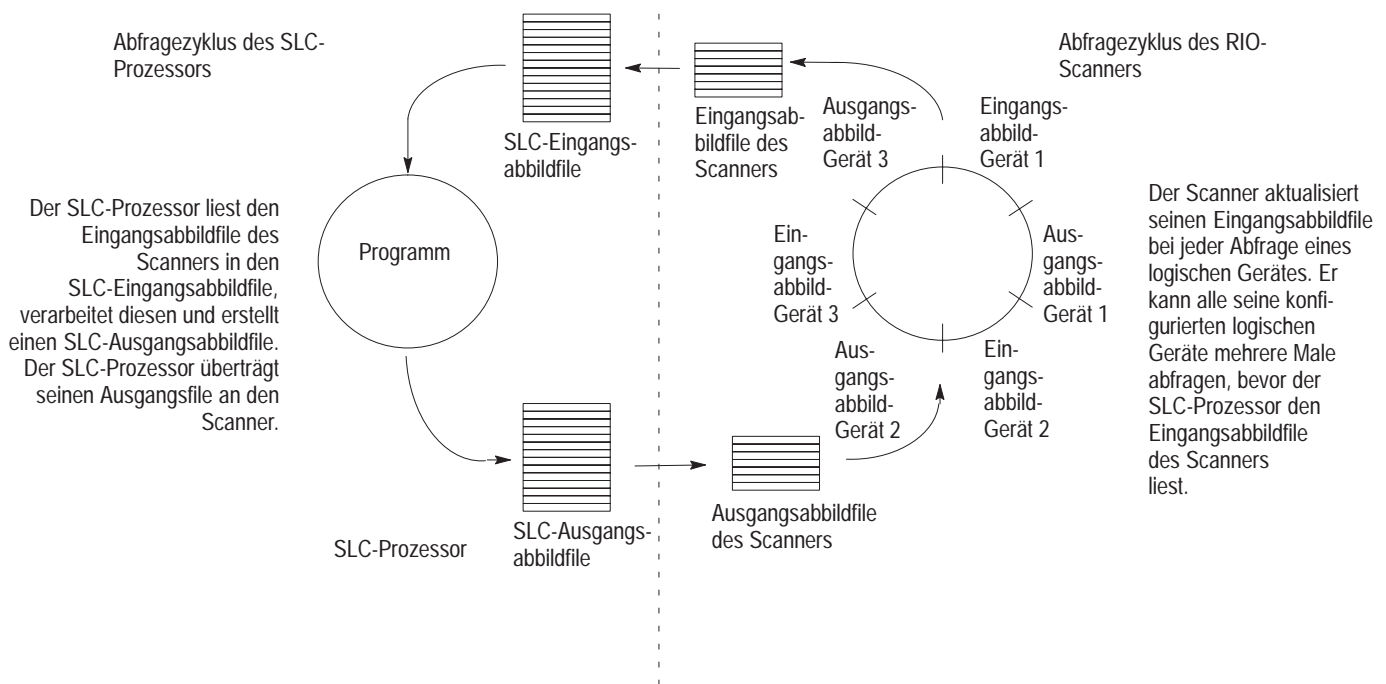 Abfragezyklus des SLC-
Prozessors
Der SLC-Prozessor liest den
Eingangsabbildfile des
Scanners in den
SLC-Eingangsabbildfile,
verarbeitet diesen und erstellt
einen SLC-Ausgangsabbildfile.
Der SLC-Prozessor überträgt
seinen Ausgangsfile an den
Scanner.
Programm
SLC-Eingangs-
abbildfile
SLC-Prozessor
SLC-Ausgangs-
abbildfile
Eingangsab-
bildfile des
Scanners
Ausgangsabbildfile
des Scanners
Abfragezyklus des RIO-
Scanners
Ausgangs-
abbild-
Gerät 3
Eingangs-
abbild-
Gerät 1
Ein-
gangs-
abbild-
Gerät 3
Aus-
gangs-
abbild-
Gerät 1
Aus-
gangs-
abbild-
Gerät 2
Ein-
gangs-
abbild-
Gerät 2
Der Scanner aktualisiert
seinen Eingangsabbildfile
bei jeder Abfrage eines
logischen Gerätes. Er
kann alle seine konfi-
gurierten logischen
Geräte mehrere Male
abfragen, bevor der
SLC-Prozessor den
Eingangsabbildfile
des Scanners
liest.